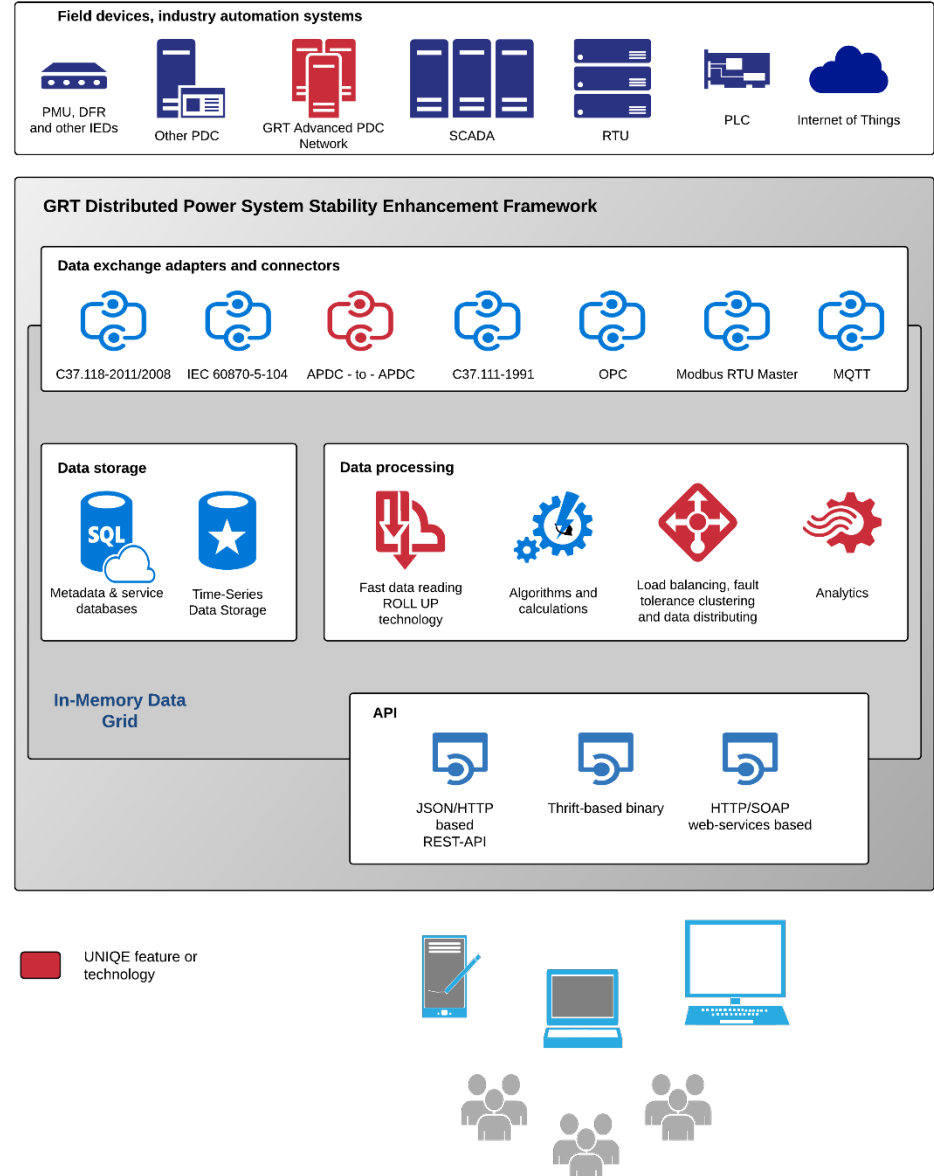 Field devices, industry automation systems
PMU, DFR
and other IEDs
Other PDC
GRT Advanced PDC
Network
SCADA
RTU
PLC
Internet of Things
GRT Distributed Power System Stability Enhancement Framework
Data exchange adapters and connectors
C37.118-2011/2008
IEC 60870-5-104
APDC - to - APDC
C37.111-1991
OPC
Modbus RTU Master
MQTT
Data storage
SQL
Metadata & service
databases
Time-Series
Data Storage
Data processing
Fast data reading
ROLL UP
technology
Algorithms and
calculations
Load balancing, fault
tolerance clustering
and data distributing
Analytics
In-Memory Data
Grid
API
JSON/HTTP
based
REST-API
Thrift-based binary
HTTP/SOAP
web-services based
UNIQE feature or
technology